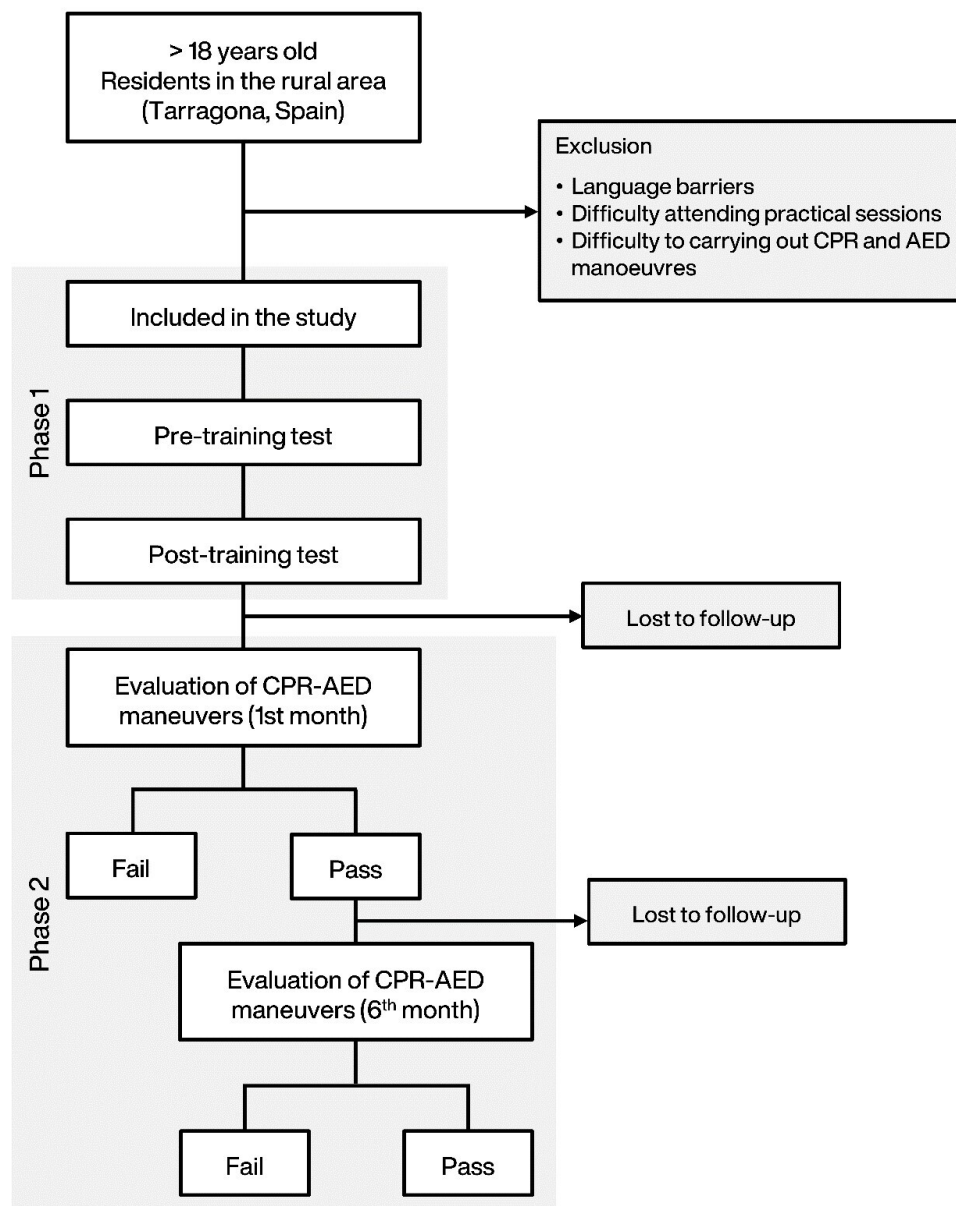 > 18 years old
Residents in the rural area
(Tarragona, Spain)
Exclusion
• Language barriers
• Difficulty attending practical sessions
• Difficulty to carrying out CPR and AED
manoeuvres
Phase 1
Included in the study
Pre-training test
Post-training test
Lost to follow-up
Phase 2
Evaluation of CPR-AED
maneuvers (1st month)
Fail
Pass
Lost to follow-up
Evaluation of CPR-AED
maneuvers (6th month)
Fail
Pass